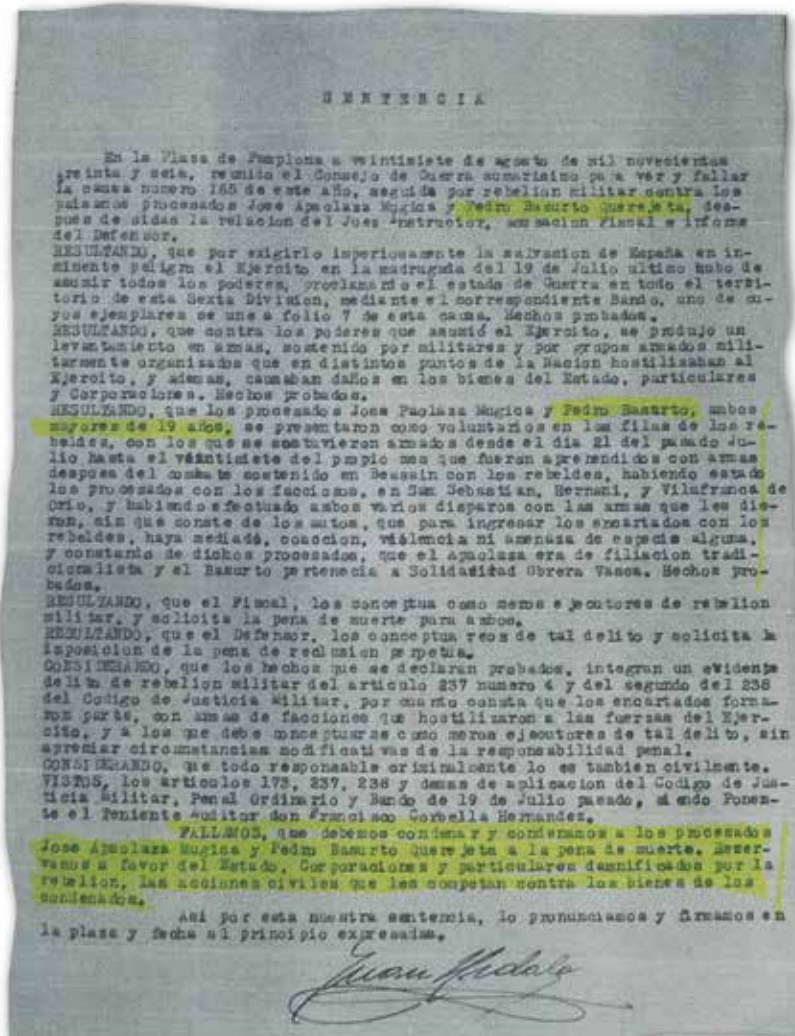 SENTENCIA
En la Plaza de Pamplona a veintisiete de agosto de mil novecientos
treinta y seis, reunido el Consejo de Guerra sumarisimo para ver y fallar
la causa numero 165 de este año, seguida por rebelion militar contra los
paisanos procesados Jose Apaolaza Mugica y Pedro Basurto Querejeta, des-
pués de oidas la relacion del Juez Instructor, acusacion Fiscal e informe
del Defensor.
RESULTANDO, que por exigirlo imperiosamente la salvacion de España en in-
minente peligro el Ejercito en la madrugada del 19 de Julio ultimo hubo de
asumir todos los poderes, proclamando el estado de Guerra en todo el terri-
torio de esta Sexta Division, mediante el correspondiente Bando, uno de cu-
yos ejemplares se une a folio 7 de esta causa. Hechos probados.
RESULTANDO, que contra los poderes que asumió el Ejercito, se produjo un
levantamiento en armas, sostenido por militares y por grupos armados mili-
tarmente organizados que en distintos puntos de la Nacion hostilizaban al
Ejercito, y ademas, causaban daños en los bienes del Estado, particulares
y Corporaciones. Hechos probados.
RESULTANDO, que los procesados Jose Paolaza Mugica y Pedro Basurto, ambos
mayores de 19 años, se presentaron como voluntarios en las filas de los re-
beldes, con los que se sostuvieron armados desde el dia 21 del pasado Ju-
lio hasta el veintisiete del propio mes que fueran aprehendidos con armas
despues del combate sostenido en Beasain con los rebeldes, habiendo estado
los procesados con los facciosos, en San Sebastian, Hernani, y Vilafranca de
Orio, y habiendo efectuado ambos varios disparos con las armas que les die-
ron, sin que conste de los autos, que para ingresar los encartados con los
rebeldes, haya mediadó, coaccion, violencia ni amenaza de especie alguna,
y constando de dichos procesados, que el Apaolaza era de filiacion tradi-
cionalista y el Basurto pertenecia a Solidaridad Obrera Vasca. Hechos pro-
bados.
RESULTANDO, que el Fiscal, los conceptua como meros ejecutores de rebelion
militar, y solicita la pena de muerte para ambos.
RESULTANDO, que el Defensor, los conceptua reos de tal delito y solicita la
imposicion de la pena de reclusion perpetua.
CONSIDERANDO, que los hechos que se declaran probados, integran un evidente
delito de rebelion militar del articulo 237 numero 4 y del segundo del 238
del Codigo de Justicia Militar, por cuanto consta que los encartados forma-
ron parte, con armas de facciones que hostilizaron a las fuerzas del Ejer-
cito, y a los que debe conceptuarse como meros ejecutores de tal delito, sin
apreciar circunstancias modificativas de la responsabilidad penal.
CONSIDERANDO, que todo responsable criminalmente lo es tambien civilmente.
VISTOS, los articulos 173, 237, 238 y demas de aplicacion del Codigo de Jus-
ticia Militar, Penal Ordinario y Bando de 19 de Julio pasado, siendo Ponen-
te el Teniente Auditor don Francisco Corbella Hernandez.
FALLAMOS, que debemos condenar y condenamos a los procesados
Jose Apaolaza Mugica y Pedro Basurto Querejeta a la pena de muerte. Reser-
vamos a favor del Estado, Corporaciones y particulares damnificados por la
rebelion, las acciones civiles que les competan contra los bienes de los
condenados.
Asi por esta nuestra sentencia, lo pronunciamos y firmamos en
la plaza y fecha al principio expresadas.
Juan